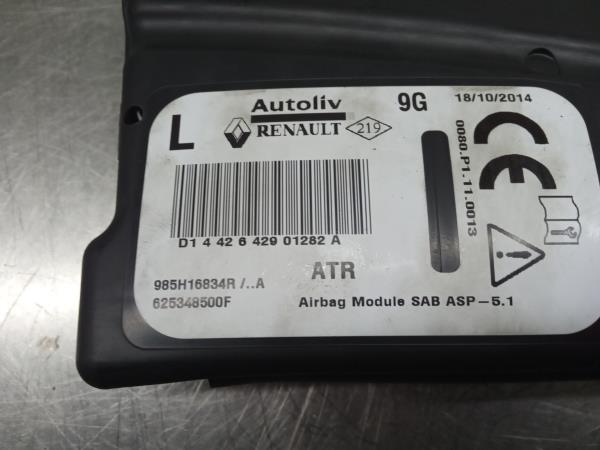 Autoliv 9G 18/10/2014
L RENAULT 219
0080.P1.11.0013
D1 4 42 6 429 01282 A
985H16834R /..A
ATR
625348500F
Airbag Module SAB ASP-5.1